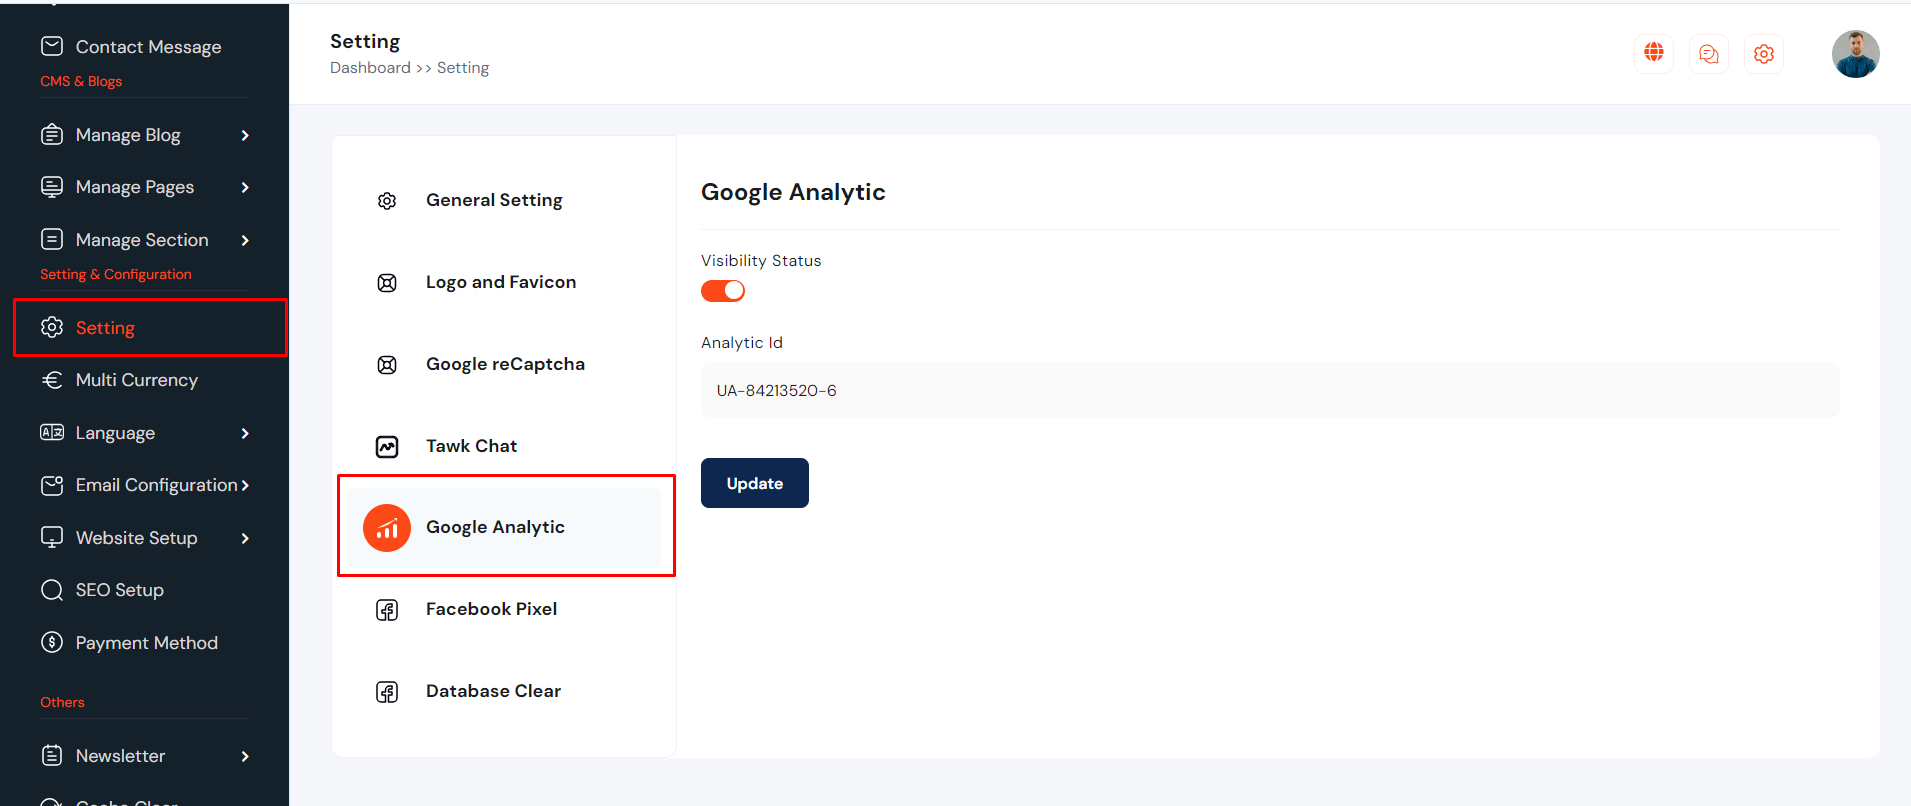 Contact Message
CMS & Blogs
Manage Blog
Manage Pages
Manage Section
Setting & Configuration
Setting
Multi Currency
Language
Email Configuration
Website Setup
SEO Setup
Payment Method
Others
Newsletter
Cache Clear
Setting
Dashboard >> Setting
General Setting
Logo and Favicon
Google reCaptcha
Tawk Chat
Google Analytic
Facebook Pixel
Database Clear
Google Analytic
Visibility Status
Analytic Id
UA-84213520-6
Update